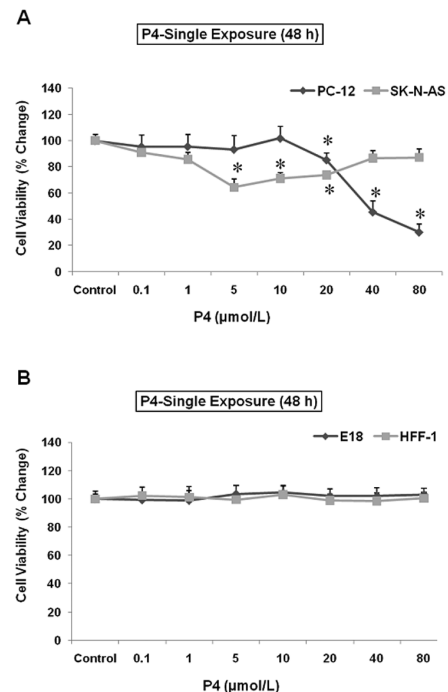 A
P4-Single Exposure (48 h)
140
120
100
80
60
40
20
0
Cell Viability (% Change)
PC-12 SK-N-AS
* * * * * *
Control 0.1 1 5 10 20 40 80
P4 (µmol/L)
B
P4-Single Exposure (48 h)
140
120
100
80
60
40
20
0
Cell Viability (% Change)
E18 HFF-1
Control 0.1 1 5 10 20 40 80
P4 (µmol/L)